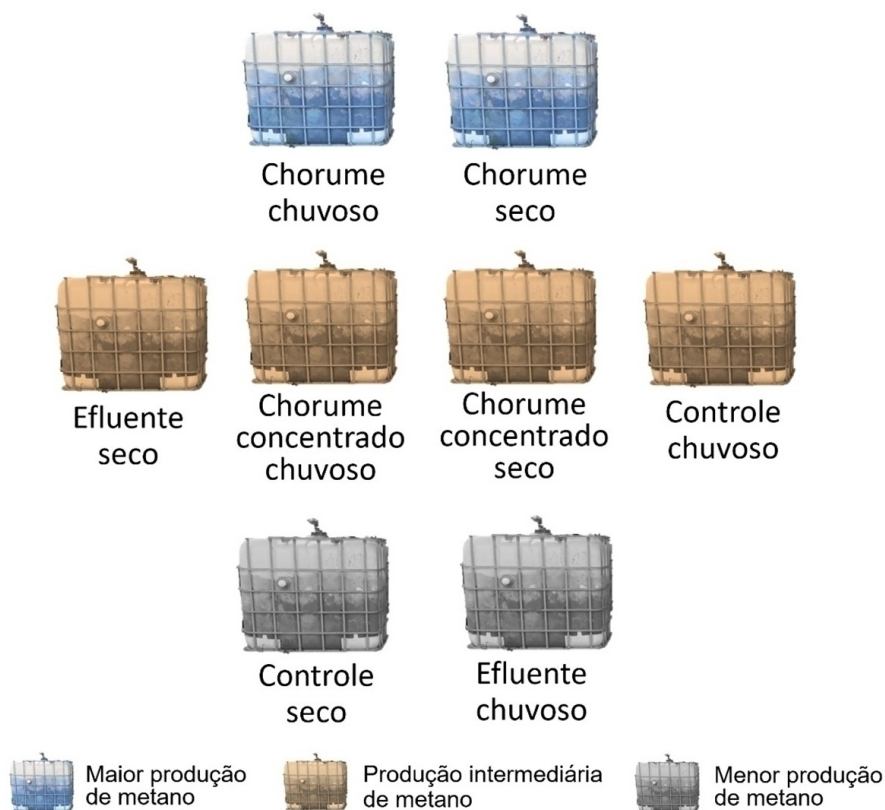 Chorume
chuvoso
Chorume
seco
Efluente
seco
Chorume
concentrado
chuvoso
Chorume
concentrado
seco
Controle
chuvoso
Controle
seco
Efluente
chuvoso
Maior produção
de metano
Produção intermediária
de metano
Menor produção
de metano